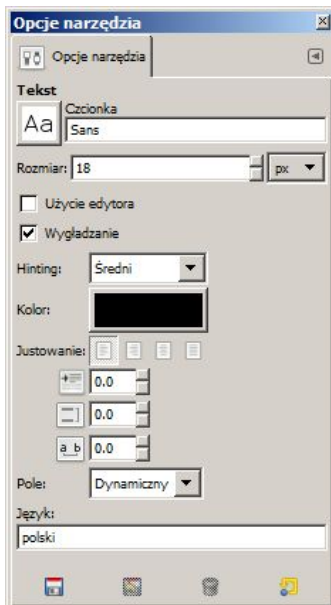 Opcje narzędzia
Opcje narzędzia
Tekst
Czcionka
Aa Sans
Rozmiar: 18 px
Użycie edytora
Wygładzanie
Hinting: Średni
Kolor:
Justowanie:
0.0
0.0
a b 0.0
Pole: Dynamiczny
Język:
polski